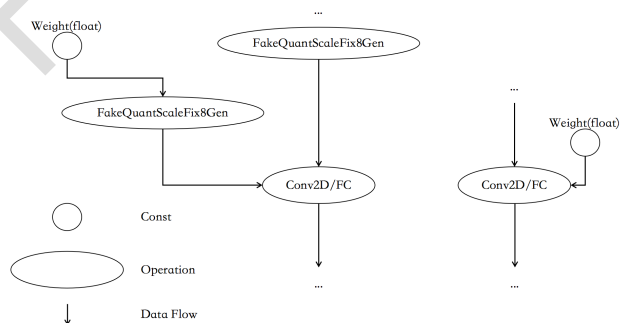 ...
Weight(float)
FakeQuantScaleFix8Gen
FakeQuantScaleFix8Gen
Conv2D/FC
...
...
Weight(float)
Conv2D/FC
...
Const
Operation
Data Flow